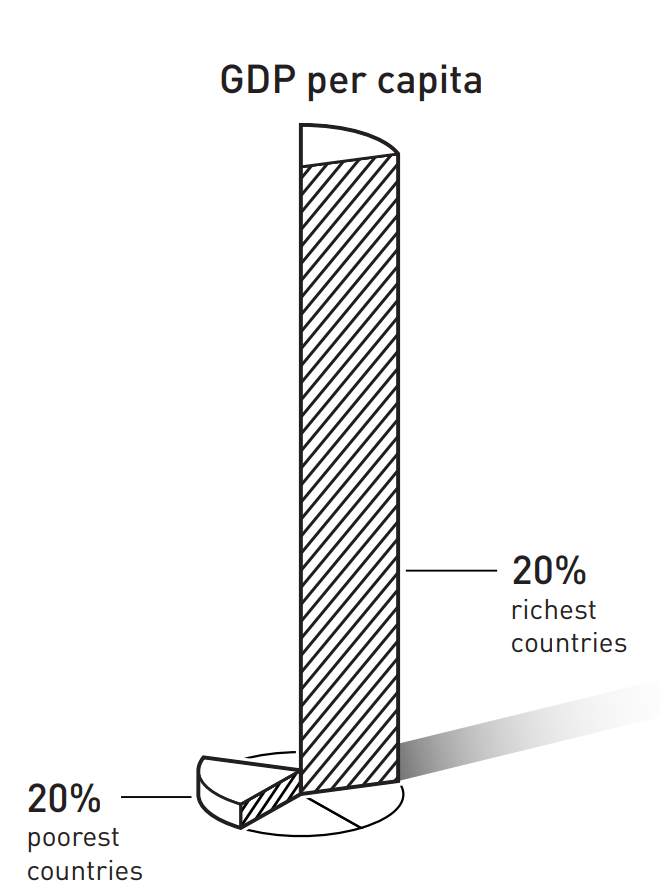 GDP per capita
20%
richest
countries
20%
poorest
countries